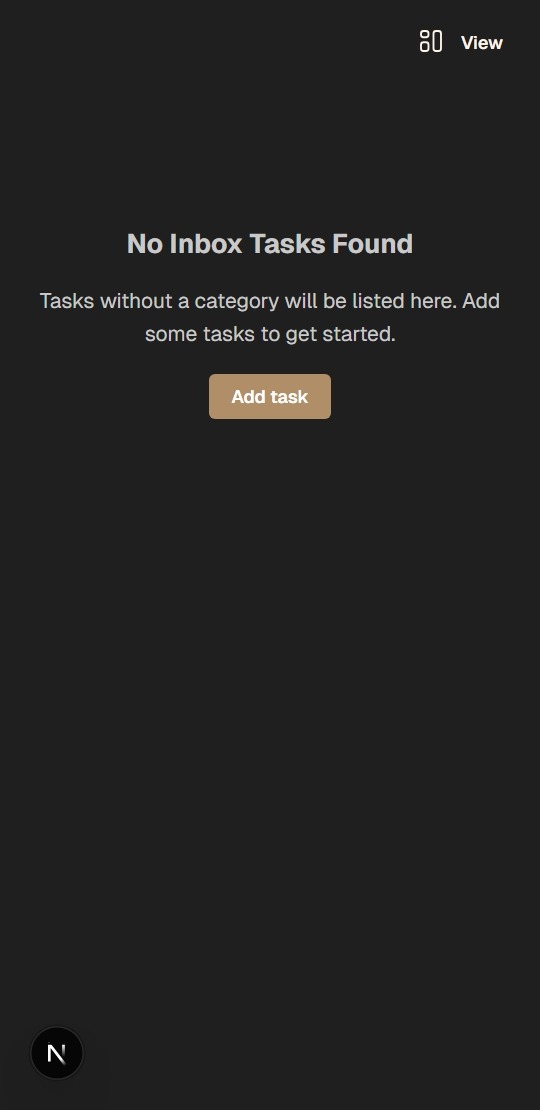 View
No Inbox Tasks Found
Tasks without a category will be listed here. Add
some tasks to get started.
Add task
N